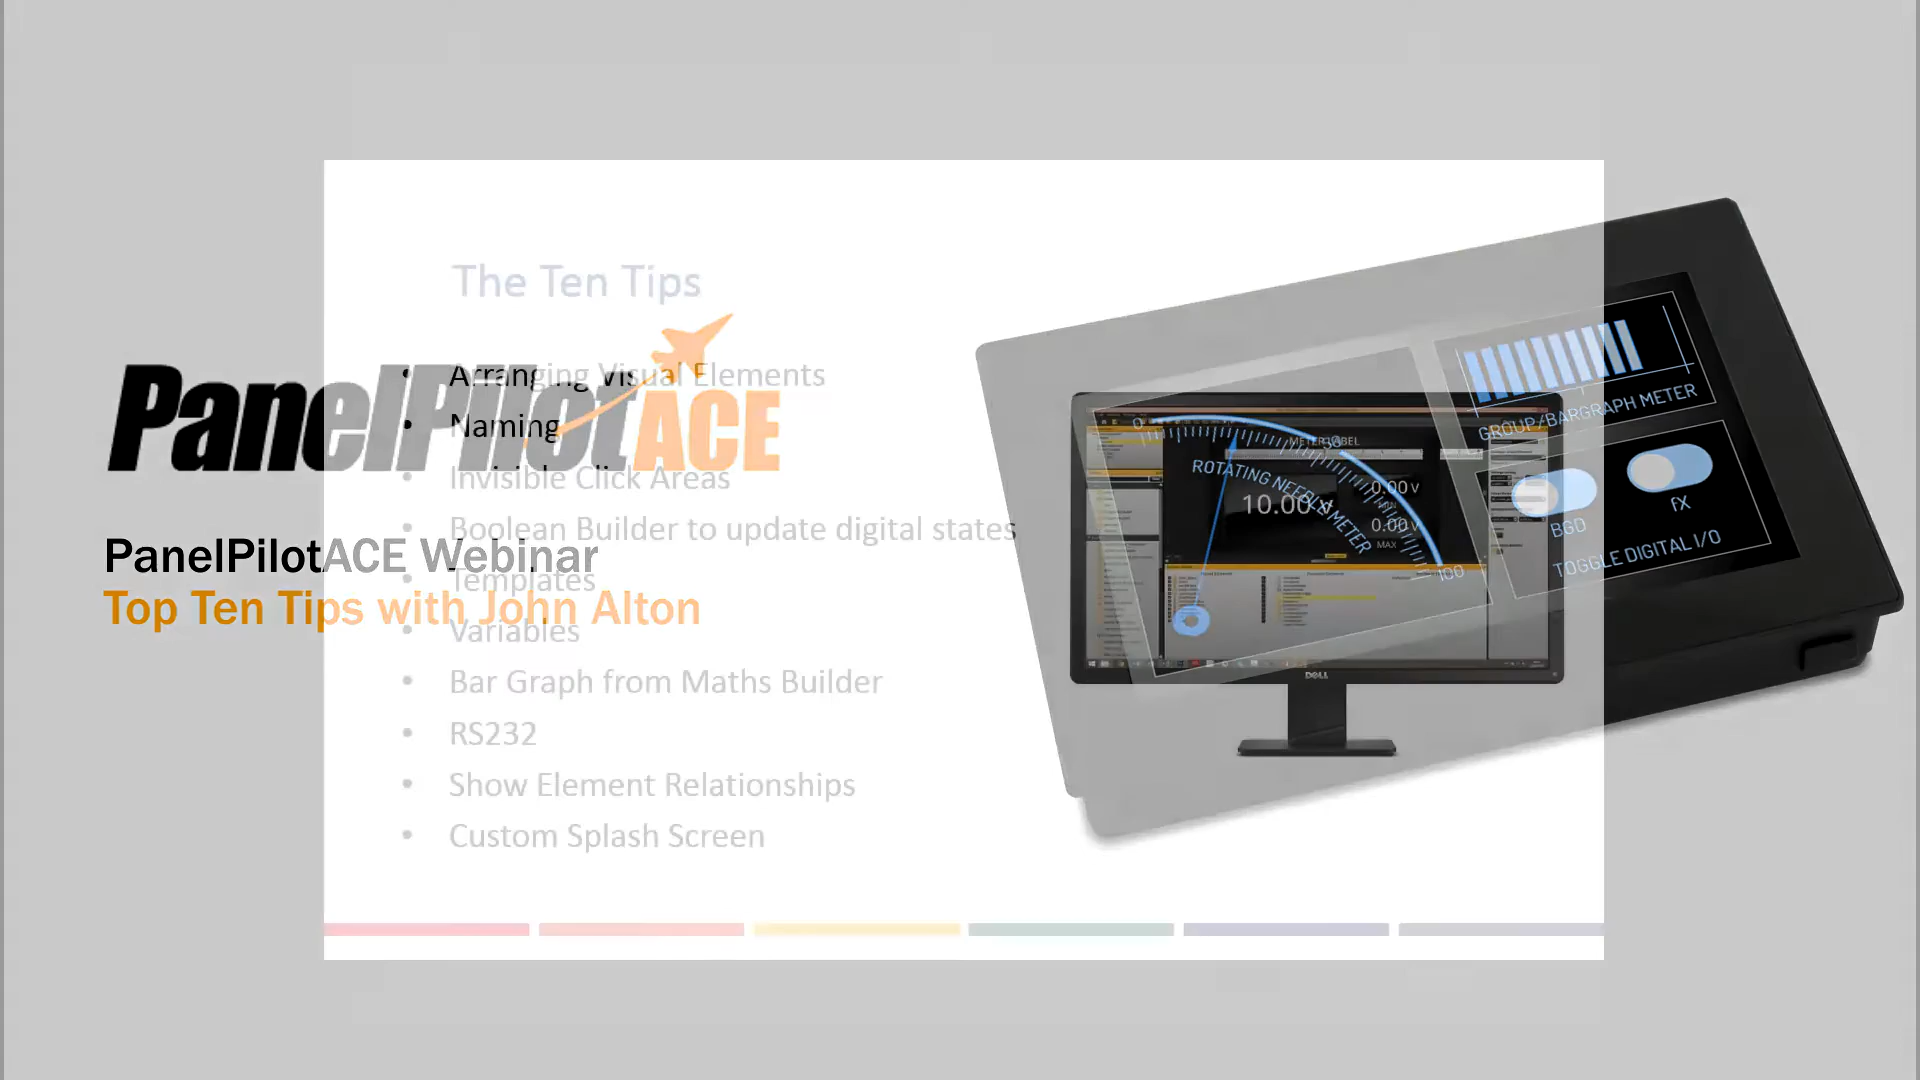 The Ten Tips
PanelPilotACE
PanelPilotACE Webinar
Top Ten Tips with John Alton
• Arranging Visual Elements
• Naming
• Invisible Click Areas
• Boolean Builder to update digital states
• Templates
• Variables
• Bar Graph from Maths Builder
• RS232
• Show Element Relationships
• Custom Splash Screen
METER LABEL
0
50
100
ROTATING NEEDLE METER
10.00
0.00 V
MIN
0.00 V
MAX
DELL
GROUP/BARGRAPH METER
BGD
fX
TOGGLE DIGITAL I/O